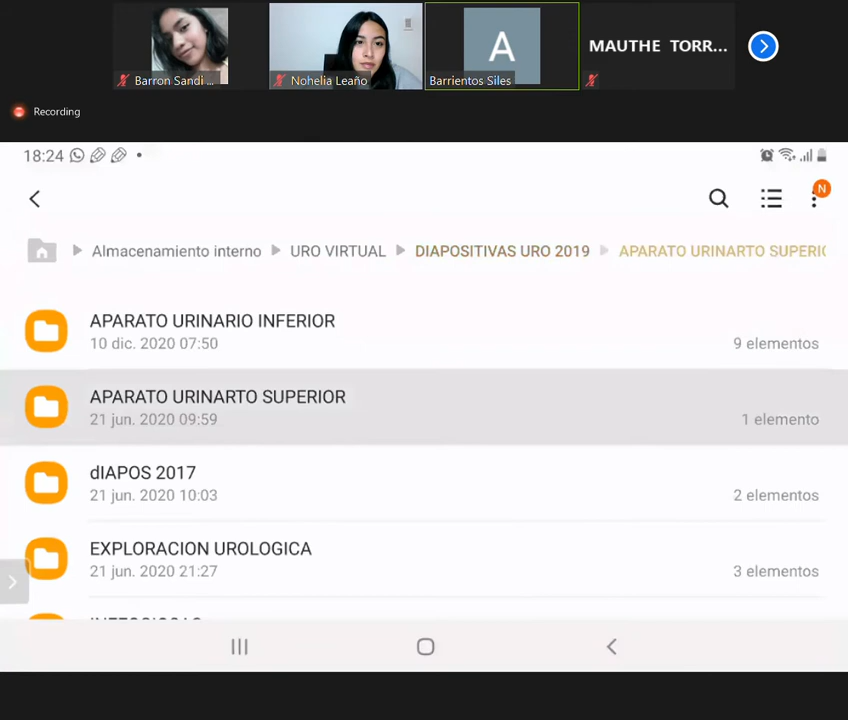 Barron Sandi ...
Nohelia Leaño
A
Barrientos Siles
MAUTHE TORR...
Recording
18:24
N
Almacenamiento interno
URO VIRTUAL
DIAPOSITIVAS URO 2019
APARATO URINARTO SUPERIC
APARATO URINARIO INFERIOR
10 dic. 2020 07:50
9 elementos
APARATO URINARTO SUPERIOR
21 jun. 2020 09:59
1 elemento
dIAPOS 2017
21 jun. 2020 10:03
2 elementos
EXPLORACION UROLOGICA
21 jun. 2020 21:27
3 elementos